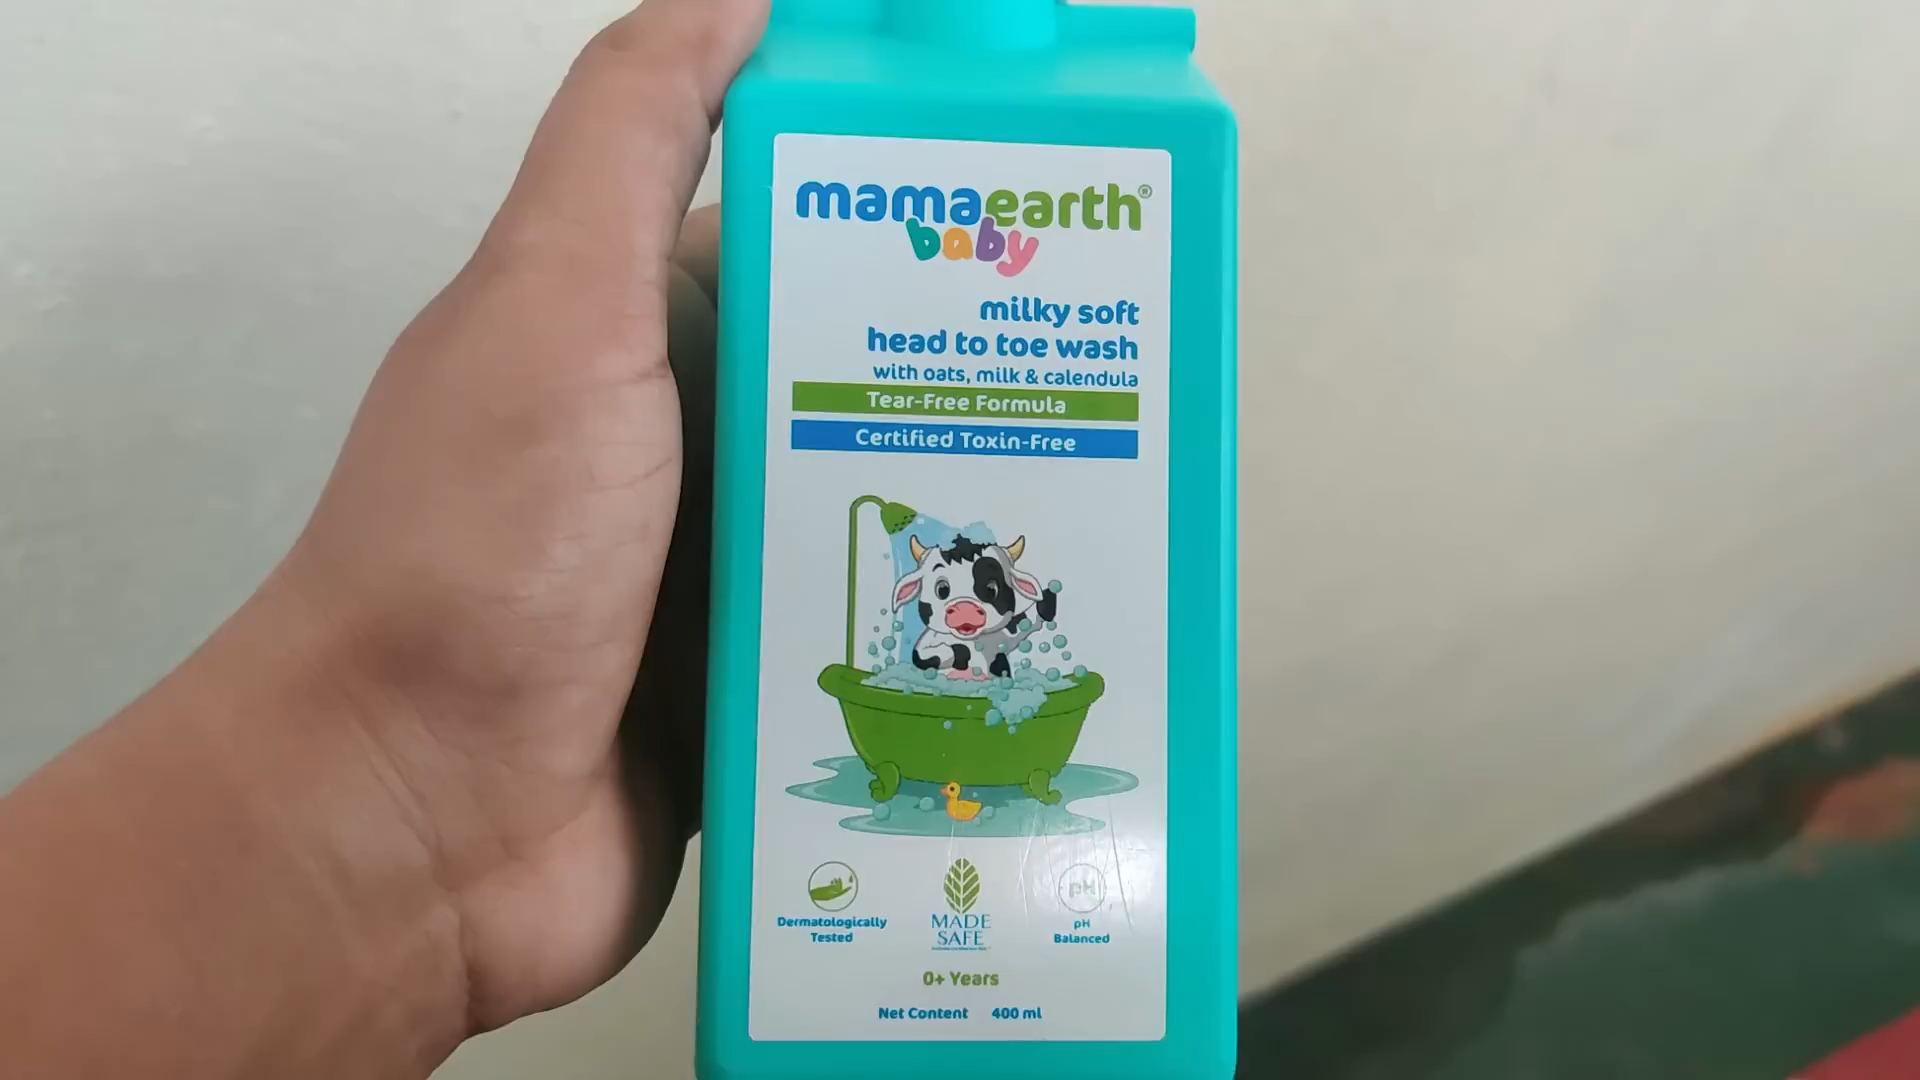 mamaearth®
baby
milky soft
head to toe wash
with oats, milk & calendula
Tear-Free Formula
Certified Toxin-Free
pH
Dermatologically
Tested
MADE
SAFE
pH
Balanced
0+ Years
Net Content 400 ml